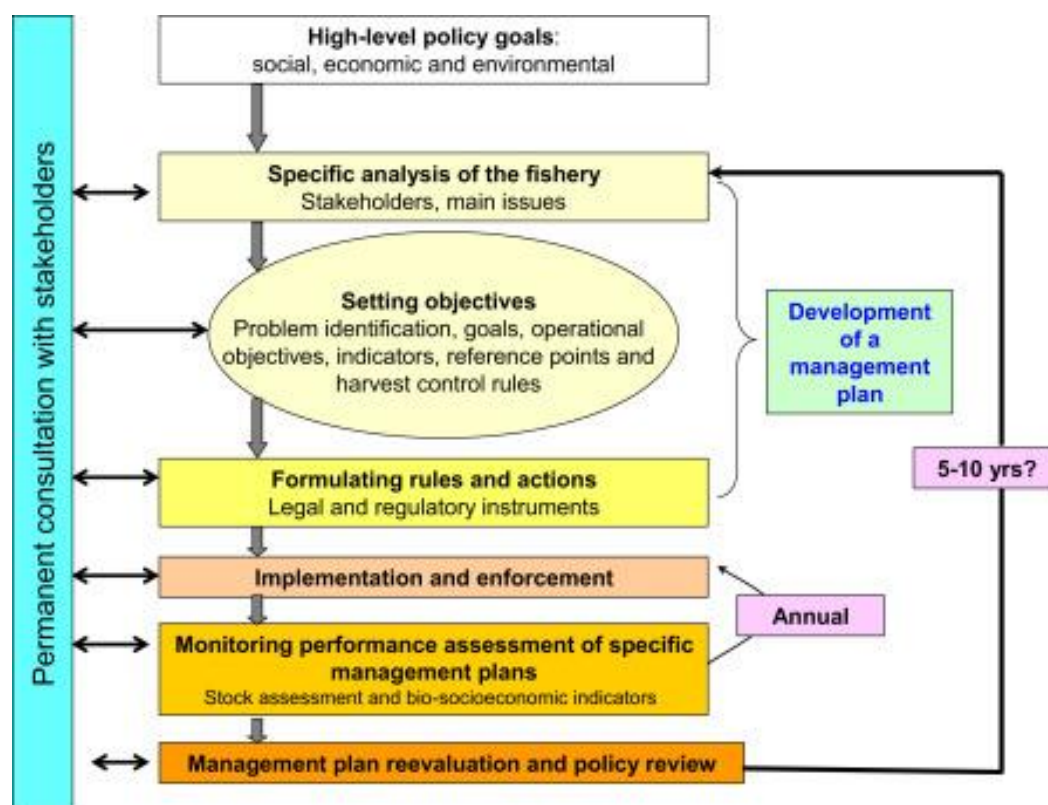 Permanent consultation with stakeholders
High-level policy goals:
social, economic and environmental
Specific analysis of the fishery
Stakeholders, main issues
Setting objectives
Problem identification, goals, operational
objectives, indicators, reference points and
harvest control rules
Development
of a
management
plan
Formulating rules and actions
Legal and regulatory instruments
5-10 yrs?
Implementation and enforcement
Annual
Monitoring performance assessment of specific
management plans
Stock assessment and bio-socioeconomic indicators
Management plan reevaluation and policy review